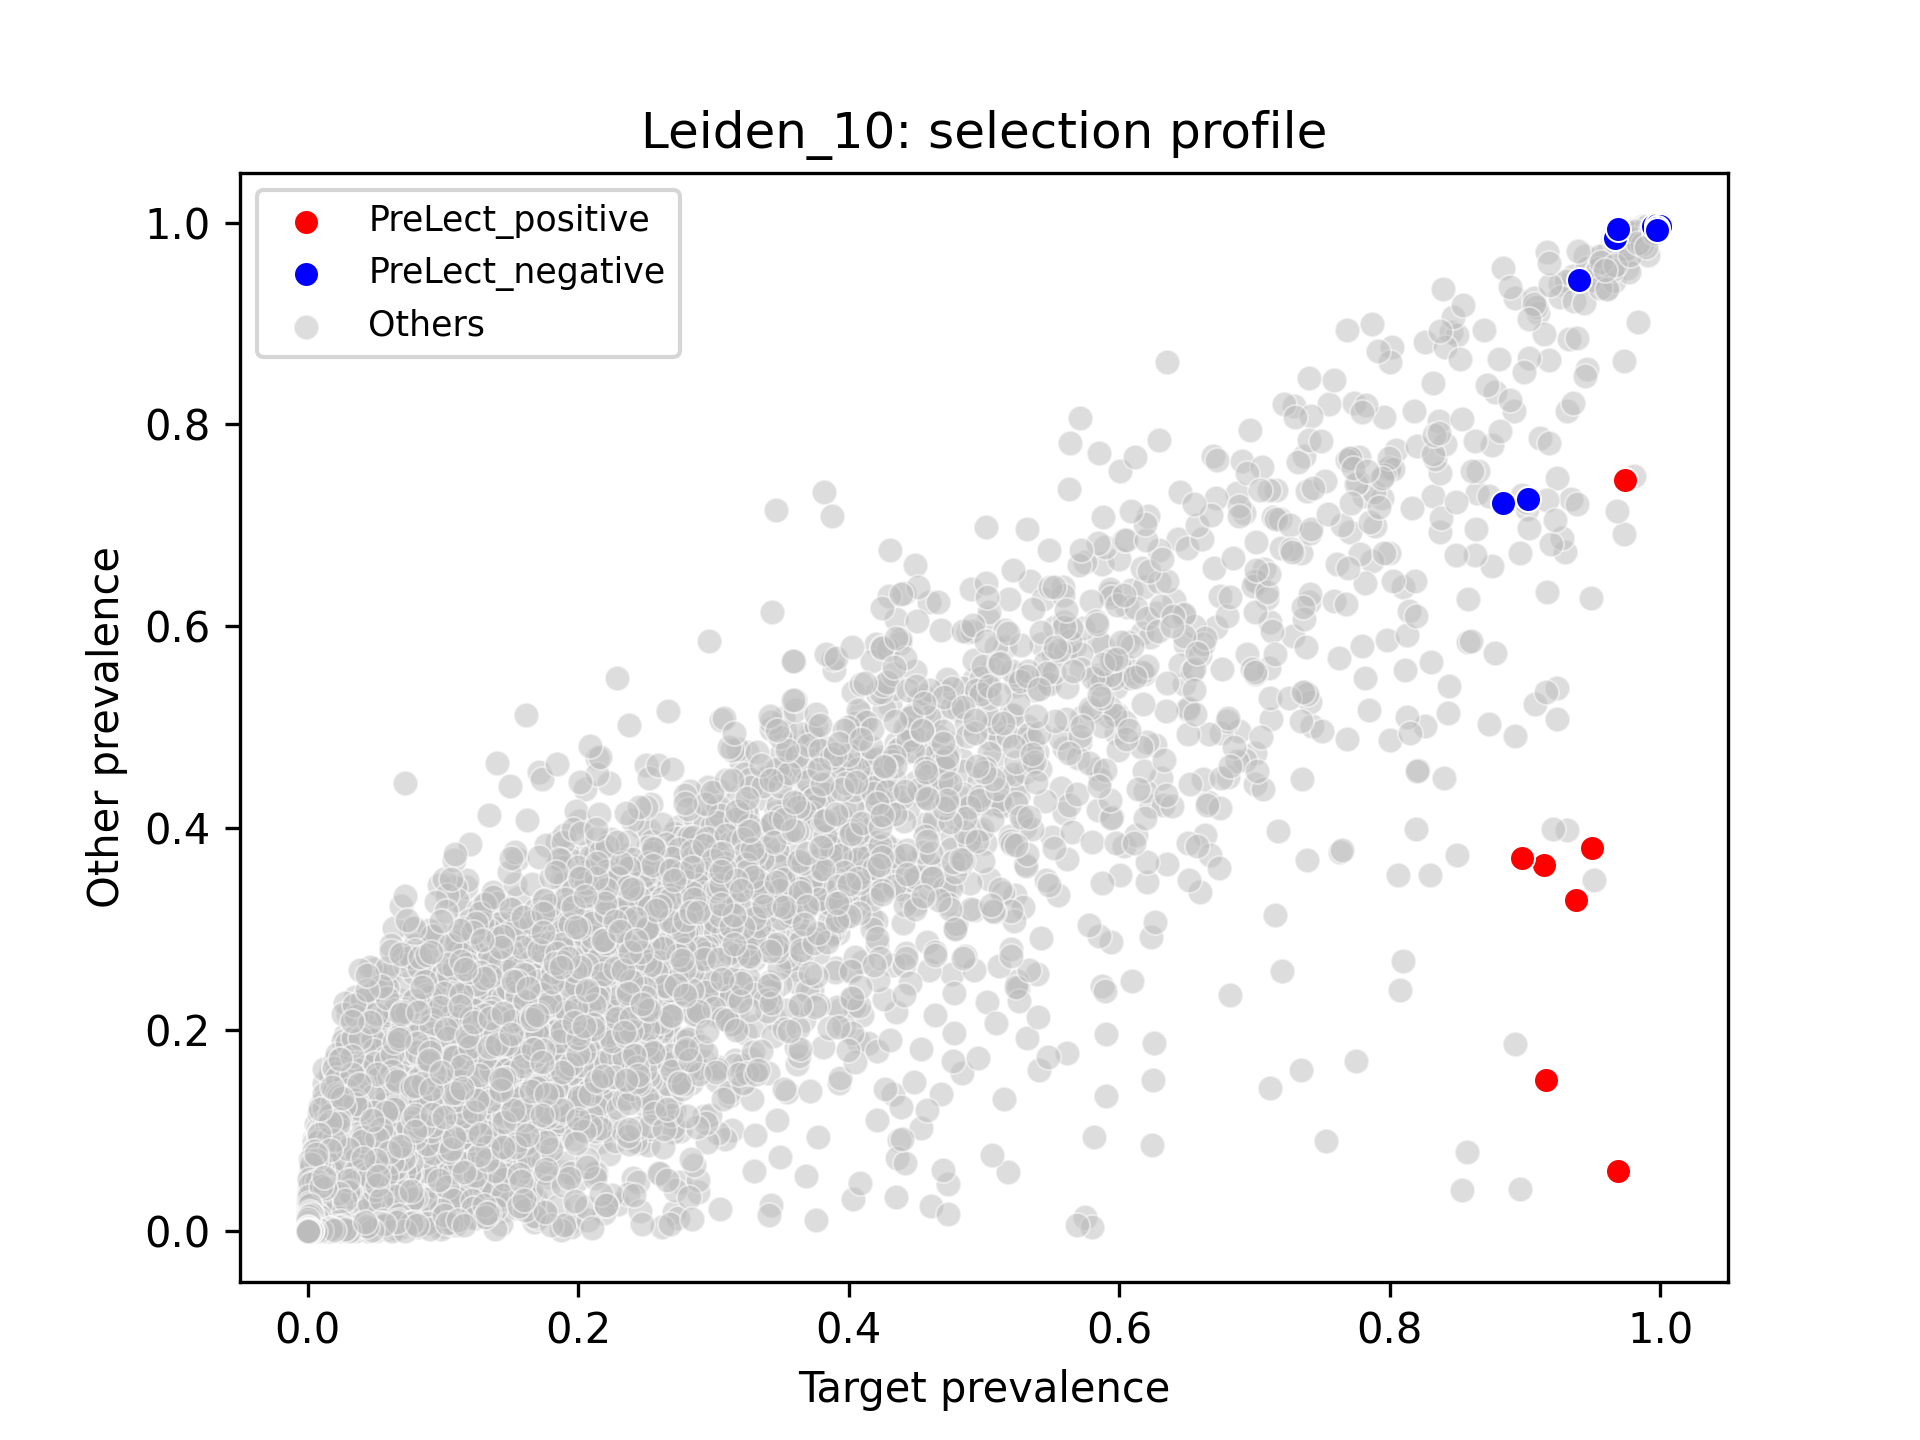 Leiden_10: selection profile
PreLect_positive
PreLect_negative
Others
1.0
0.8
0.6
0.4
0.2
0.0
Other prevalence
0.0 0.2 0.4 0.6 0.8 1.0
Target prevalence